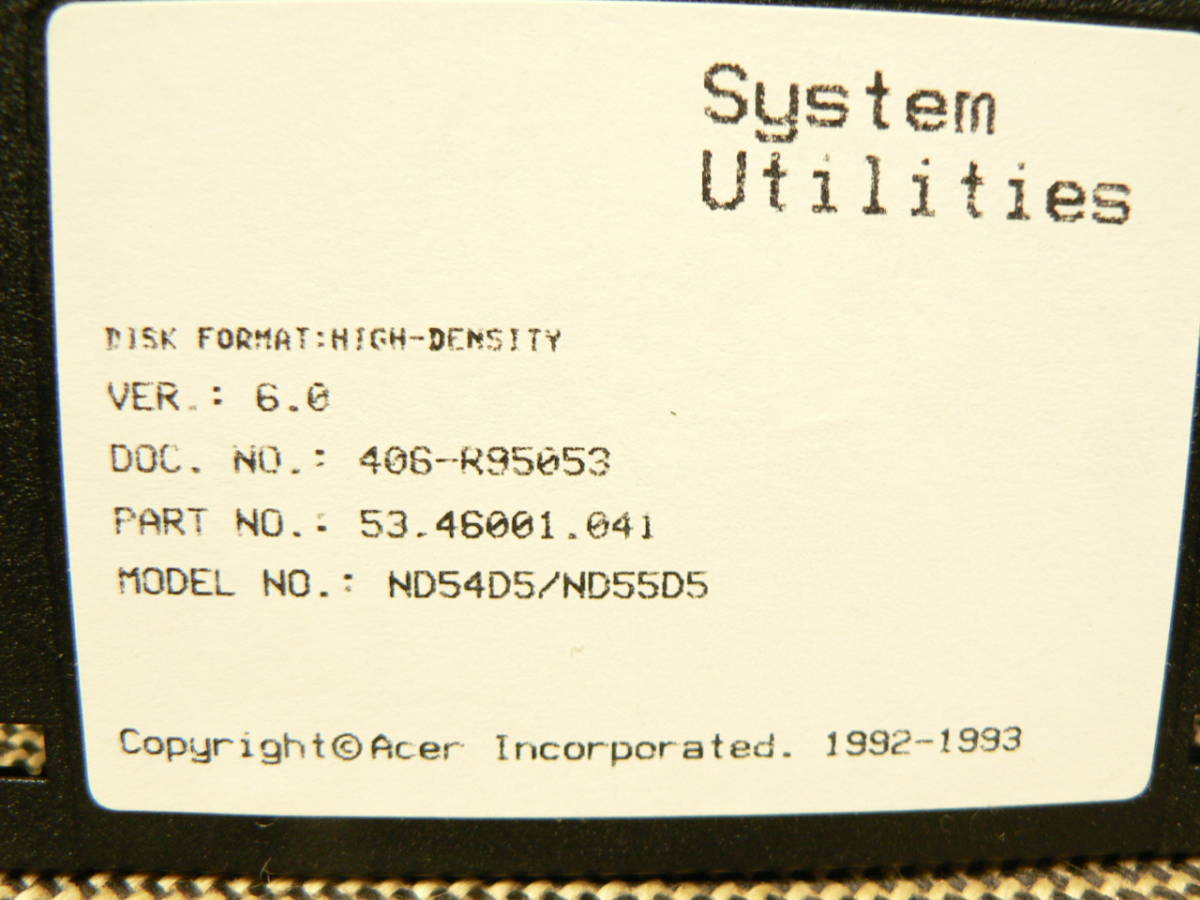 System
Utilities
DISK FORMAT:HIGH-DENSITY
VER.: 6.0
DOC. NO.: 406-R95053
PART NO.: 53.46001.041
MODEL NO.: ND54D5/ND55D5
Copyright©Acer Incorporated. 1992-1993